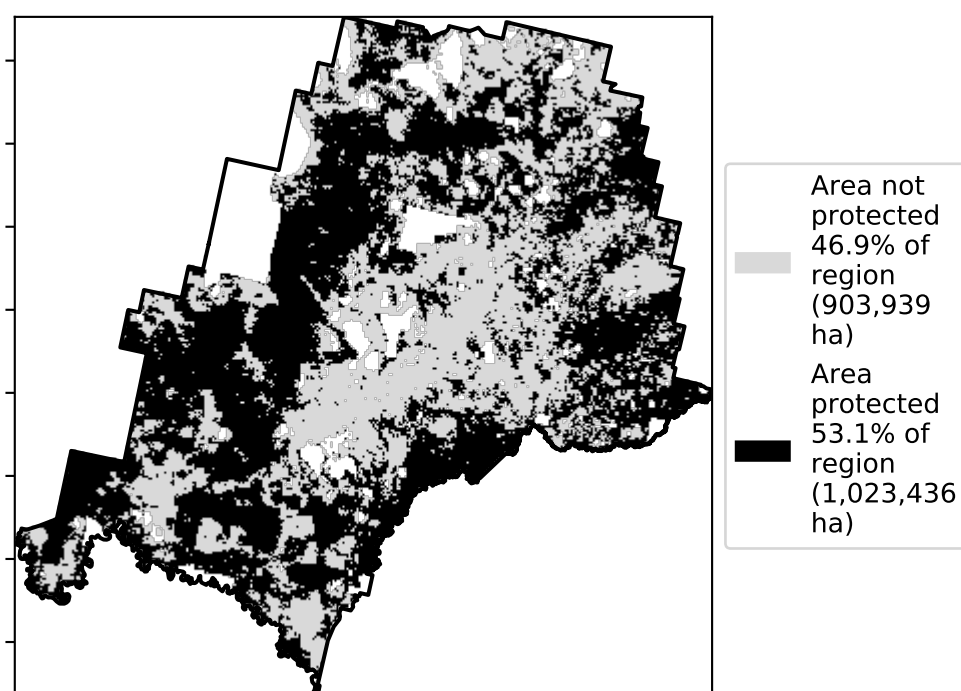 Area not
protected
46.9% of
region
(903,939
ha)
Area
protected
53.1% of
region
(1,023,436
ha)